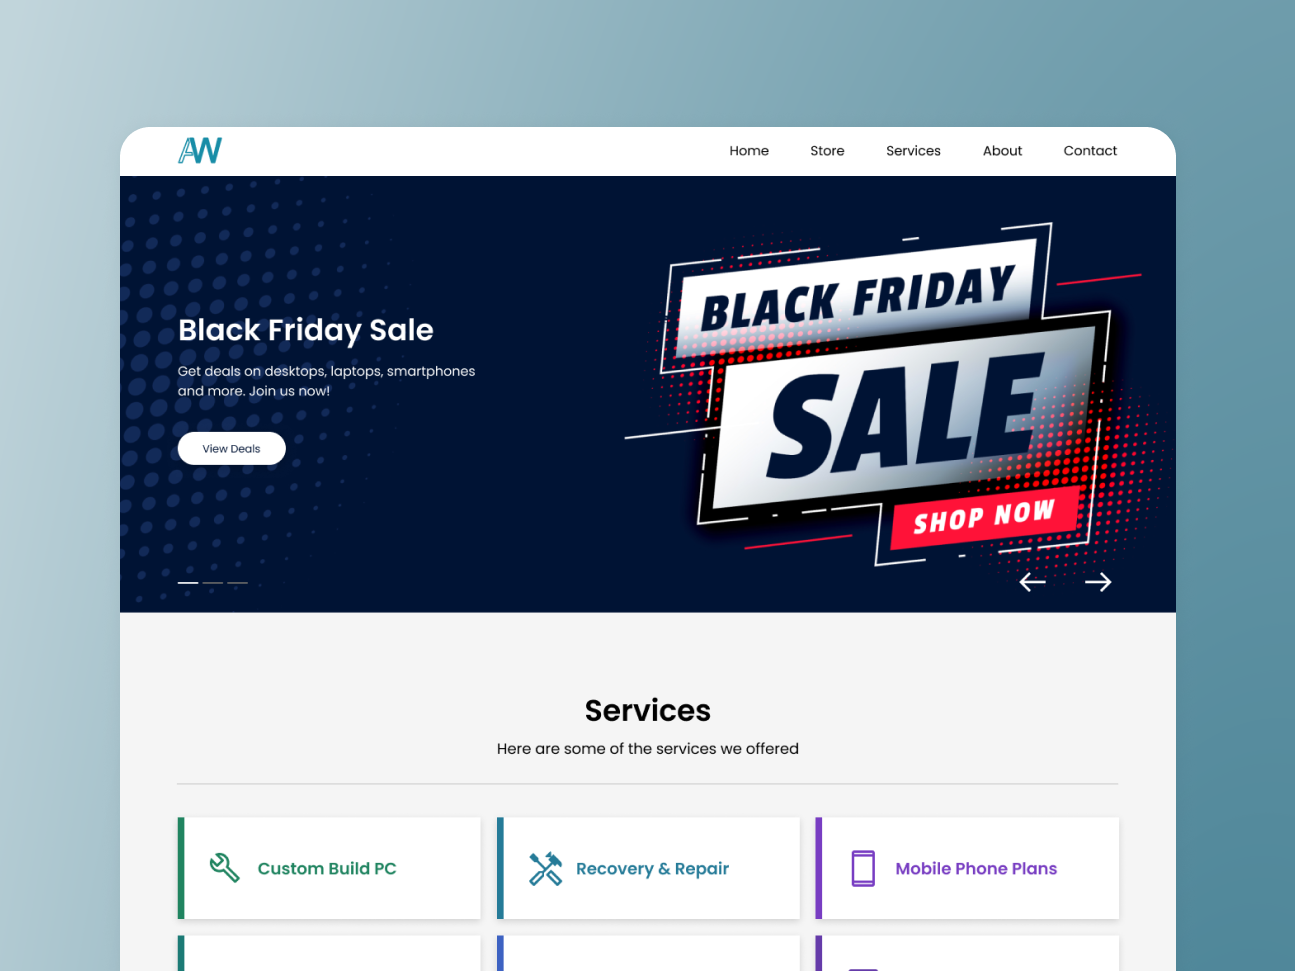 AW
Home
Store
Services
About
Contact
Black Friday Sale
Get deals on desktops, laptops, smartphones
and more. Join us now!
View Deals
BLACK FRIDAY
SALE
SHOP NOW
Services
Here are some of the services we offered
Custom Build PC
Recovery & Repair
Mobile Phone Plans